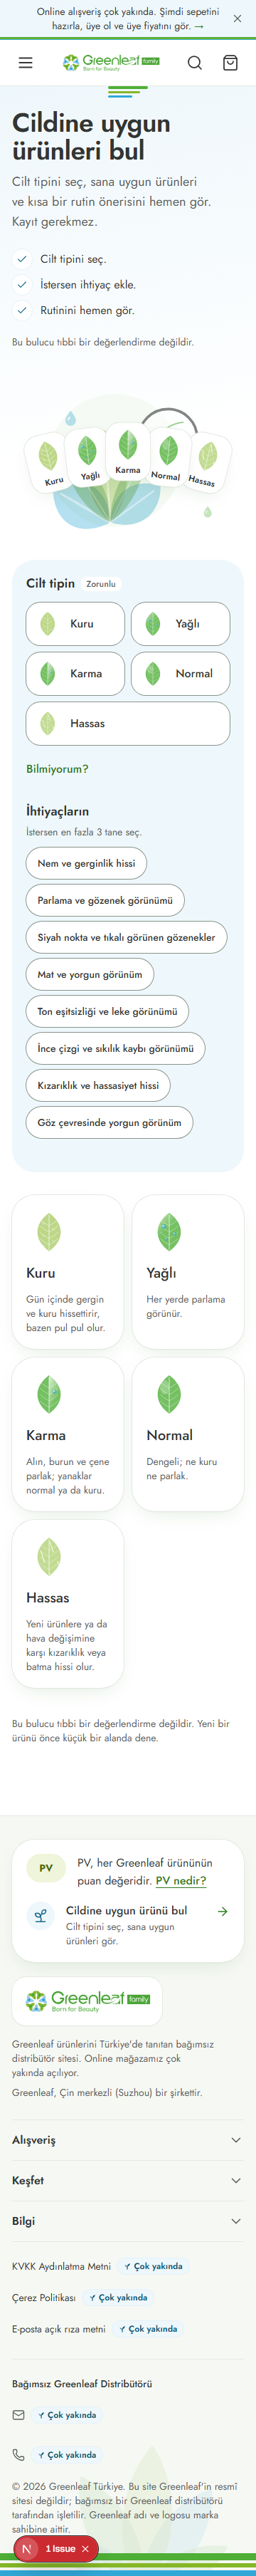 Online alışveriş çok yakında. Şimdi sepetini
hazırla, üye ol ve üye fiyatını gör. →
Greenleaf family
Born for Beauty
Cildine uygun
ürünleri bul
Cilt tipini seç, sana uygun ürünleri
ve kısa bir rutin önerisini hemen gör.
Kayıt gerekmez.
Cilt tipini seç.
İstersen ihtiyaç ekle.
Rutinini hemen gör.
Bu bulucu tıbbi bir değerlendirme değildir.
Kuru
Yağlı
Karma
Normal
Hassas
Cilt tipin Zorunlu
Kuru
Yağlı
Karma
Normal
Hassas
Bilmiyorum?
İhtiyaçların
İstersen en fazla 3 tane seç.
Nem ve gerginlik hissi
Parlama ve gözenek görünümü
Siyah nokta ve tıkalı görünen gözenekler
Mat ve yorgun görünüm
Ton eşitsizliği ve leke görünümü
İnce çizgi ve sıkılık kaybı görünümü
Kızarıklık ve hassasiyet hissi
Göz çevresinde yorgun görünüm
Kuru
Gün içinde gergin
ve kuru hissettirir,
bazen pul pul olur.
Yağlı
Her yerde parlama
görünür.
Karma
Alın, burun ve çene
parlak; yanaklar
normal ya da kuru.
Normal
Dengeli; ne kuru
ne parlak.
Hassas
Yeni ürünlere ya da
hava değişimine
karşı kızarıklık veya
batma hissi olur.
Bu bulucu tıbbi bir değerlendirme değildir. Yeni bir
ürünü önce küçük bir alanda dene.
PV
PV, her Greenleaf ürününün
puan değeridir. PV nedir?
Cildine uygun ürünü bul
Cilt tipini seç, sana uygun
ürünleri gör.
Greenleaf family
Born for Beauty
Greenleaf ürünlerini Türkiye'de tanıtan bağımsız
distribütör sitesi. Online mağazamız çok
yakında açılıyor.
Greenleaf, Çin merkezli (Suzhou) bir şirkettir.
Alışveriş
Keşfet
Bilgi
KVKK Aydınlatma Metni Çok yakında
Çerez Politikası Çok yakında
E-posta açık rıza metni Çok yakında
Bağımsız Greenleaf Distribütörü
Çok yakında
Çok yakında
© 2026 Greenleaf Türkiye. Bu site Greenleaf'in resmî
sitesi değildir; bağımsız bir Greenleaf distribütörü
tarafından işletilir. Greenleaf adı ve logosu marka
sahibine aittir.
N 1 Issue